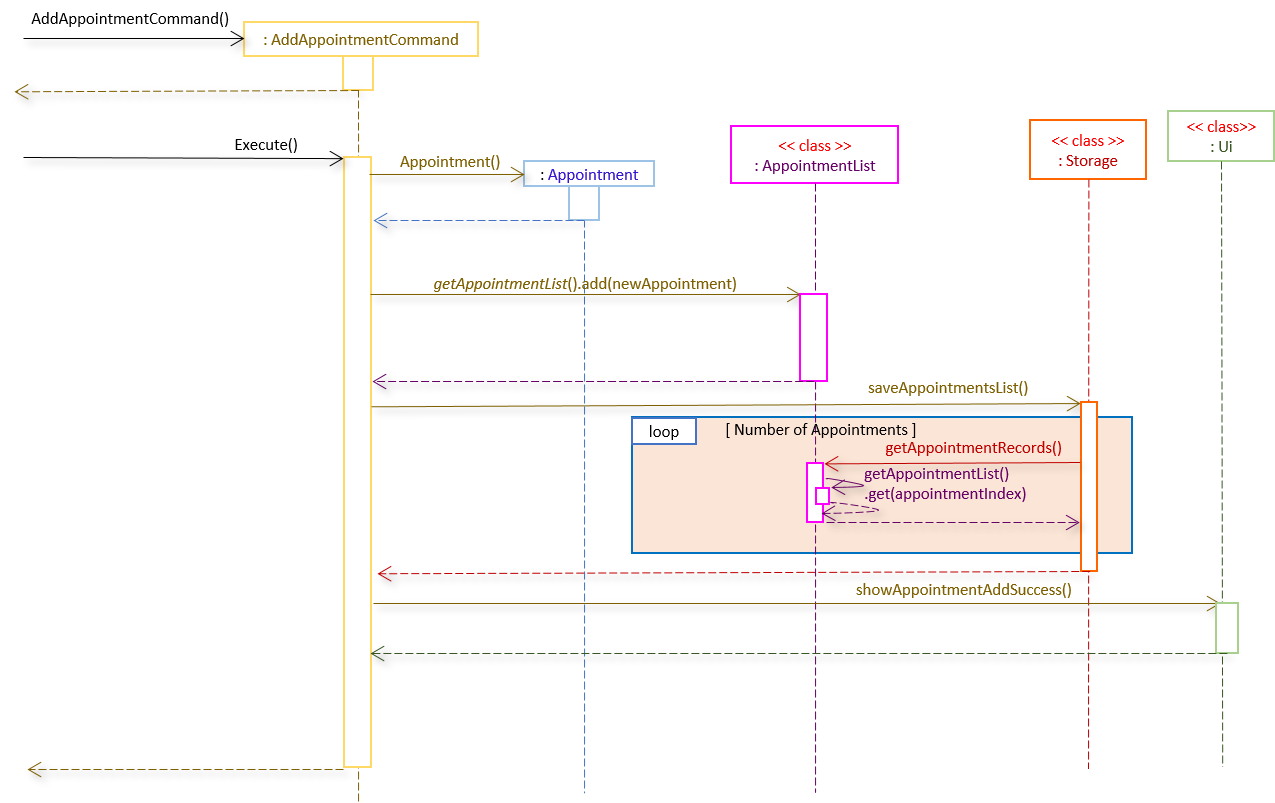 AddAppointmentCommand()
: AddAppointmentCommand
Execute()
Appointment()
: Appointment
<< class >>
: AppointmentList
<< class >>
: Storage
<< class>>
: Ui
getAppointmentList().add(newAppointment)
saveAppointmentsList()
loop
[ Number of Appointments ]
getAppointmentRecords()
getAppointmentList()
.get(appointmentIndex)
showAppointmentAddSuccess()